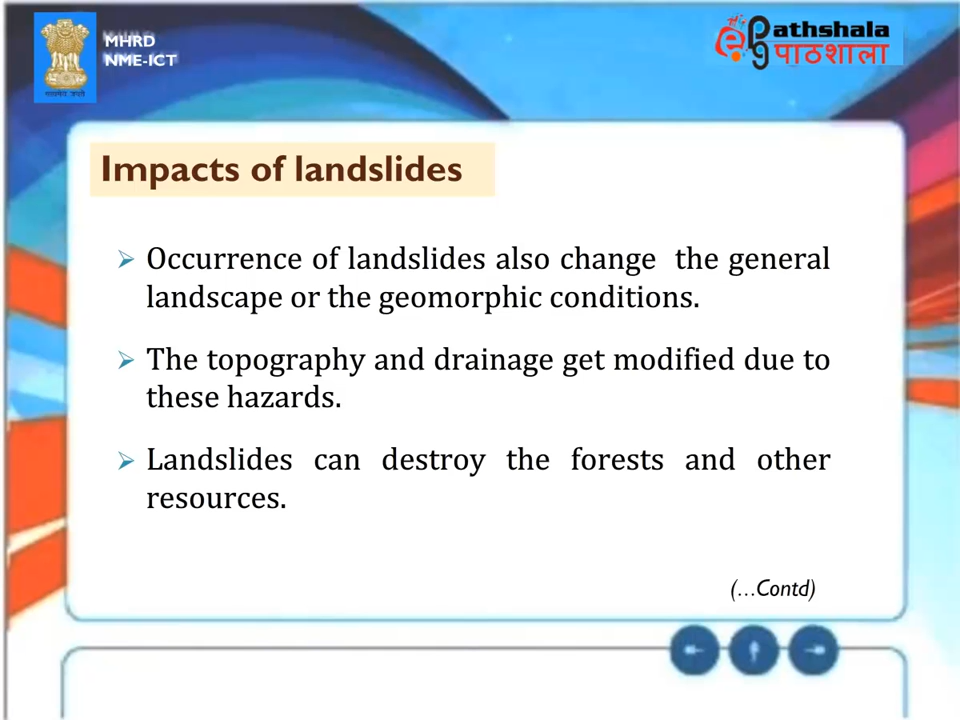 MHRD
NME-ICT
ePG athshala
पाठशाला
Impacts of landslides
Occurrence of landslides also change the general
landscape or the geomorphic conditions.
The topography and drainage get modified due to
these hazards.
Landslides can destroy the forests and other
resources.
(...Contd)